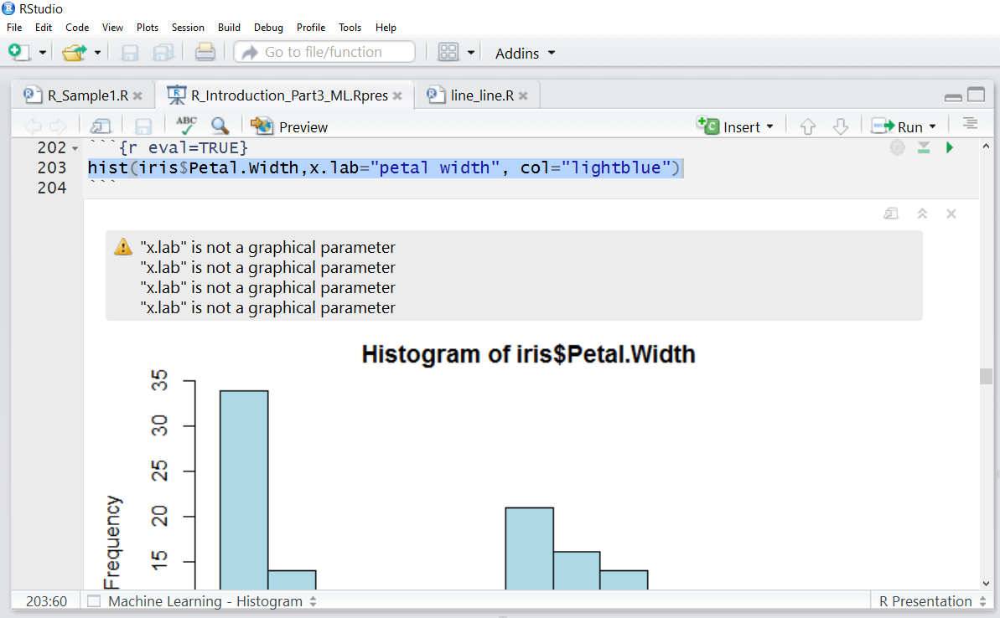 RStudio
File Edit Code View Plots Session Build Debug Profile Tools Help
Go to file/function Addins
R_Sample1.R R_Introduction_Part3_ML.Rpres line_line.R
ABC Preview Insert Run
202 ```{r eval=TRUE}
203 hist(iris$Petal.Width,x.lab="petal width", col="lightblue")
204 ```
"x.lab" is not a graphical parameter
"x.lab" is not a graphical parameter
"x.lab" is not a graphical parameter
"x.lab" is not a graphical parameter
Histogram of iris$Petal.Width
35
30
25
20
15
Frequency
203:60 Machine Learning - Histogram R Presentation